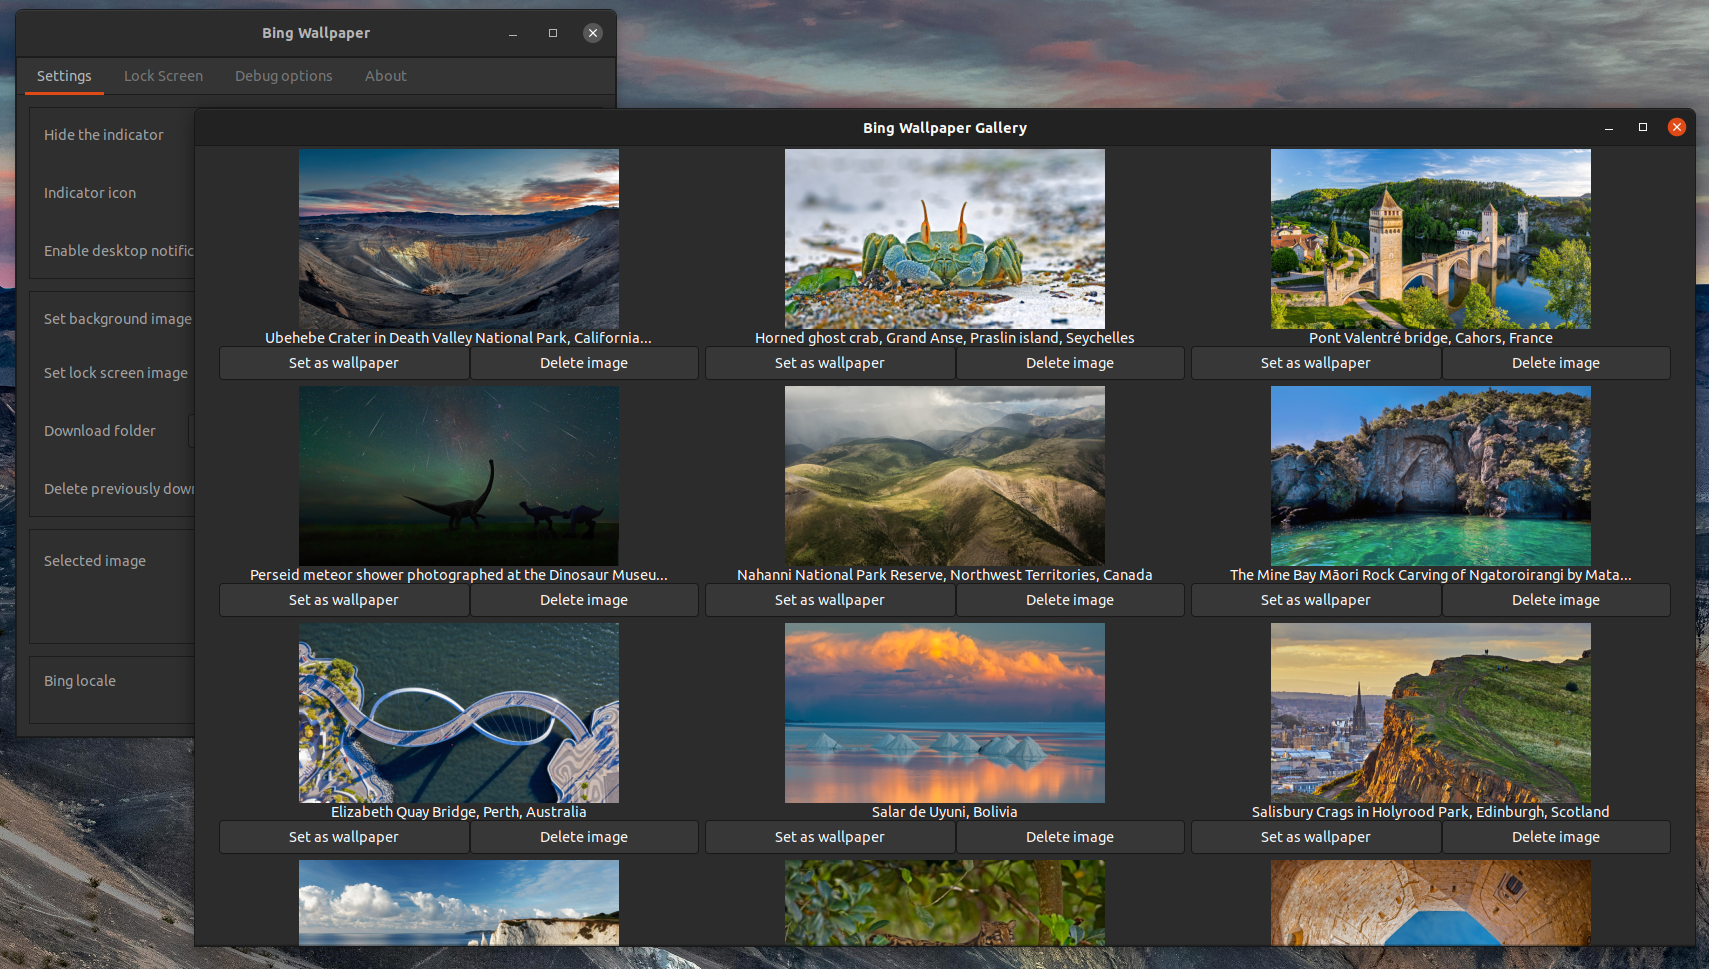 Bing Wallpaper
Settings
Lock Screen
Debug options
About
Hide the indicator
Indicator icon
Enable desktop notific
Set background image
Set lock screen image
Download folder
Delete previously down
Selected image
Bing locale
Bing Wallpaper Gallery
Ubehebe Crater in Death Valley National Park, California...
Set as wallpaper
Delete image
Horned ghost crab, Grand Anse, Praslin island, Seychelles
Set as wallpaper
Delete image
Pont Valentré bridge, Cahors, France
Set as wallpaper
Delete image
Perseid meteor shower photographed at the Dinosaur Museu...
Set as wallpaper
Delete image
Nahanni National Park Reserve, Northwest Territories, Canada
Set as wallpaper
Delete image
The Mine Bay Māori Rock Carving of Ngatoroirangi by Mata...
Set as wallpaper
Delete image
Elizabeth Quay Bridge, Perth, Australia
Set as wallpaper
Delete image
Salar de Uyuni, Bolivia
Set as wallpaper
Delete image
Salisbury Crags in Holyrood Park, Edinburgh, Scotland
Set as wallpaper
Delete image